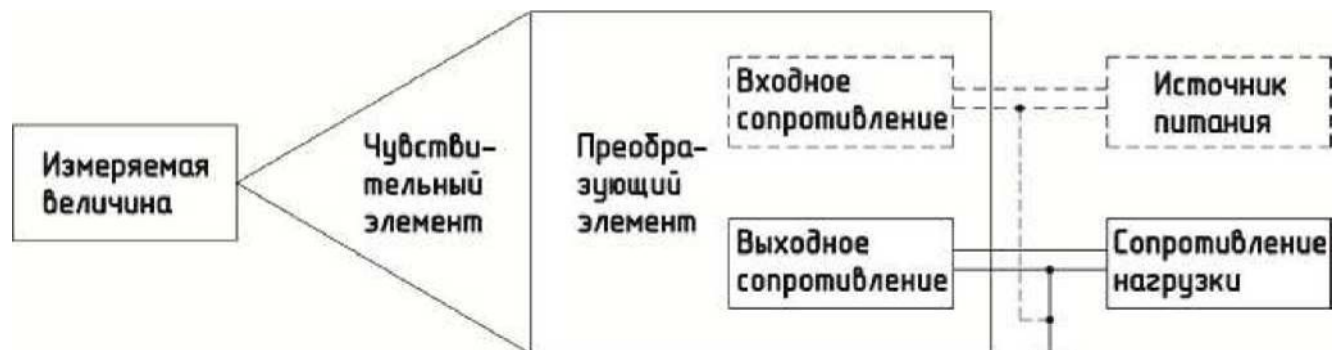 Измеряемая
величина
Чувстви-
тельный
элемент
Преобра-
зующий
элемент
Входное
сопротивление
Источник
питания
Выходное
сопротивление
Сопротивление
нагрузки